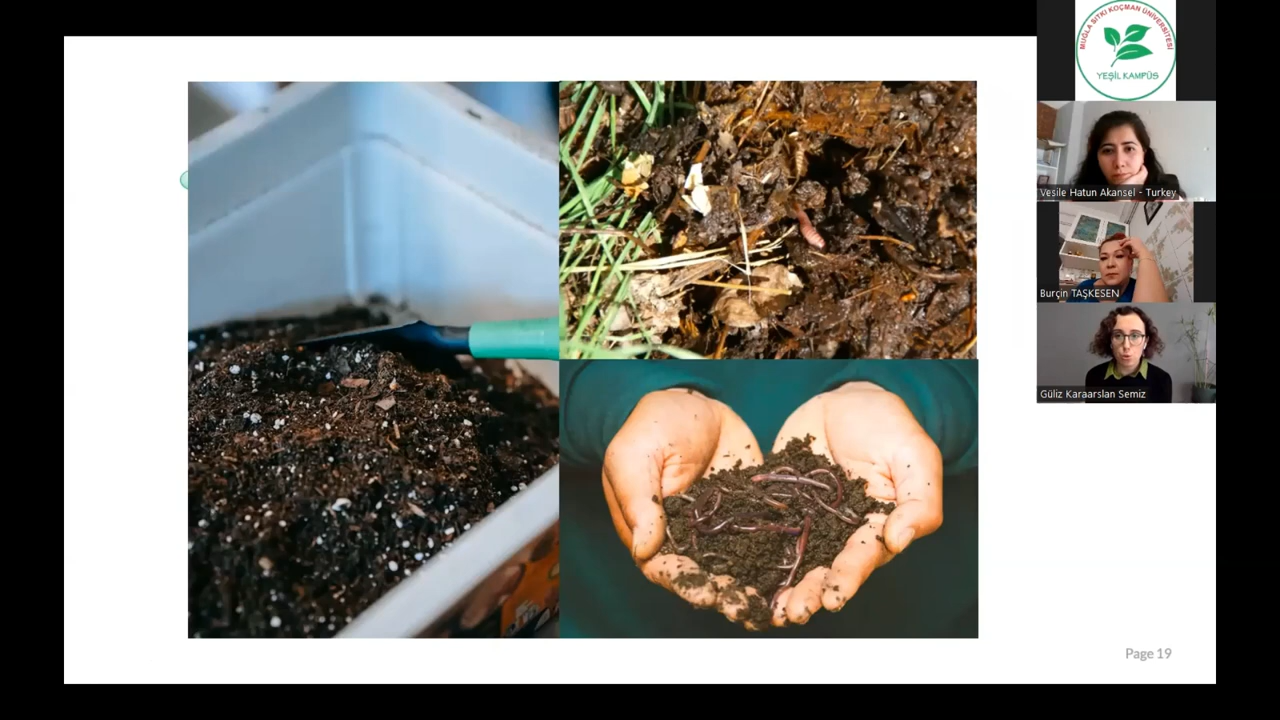 MUĞLA SITKI KOÇMAN ÜNİVERSİTESİ
YEŞİL KAMPÜS
Vesile Hatun Akansel - Turkey
Burçin TAŞKESEN
Güliz Karaarslan Semiz
Page 19